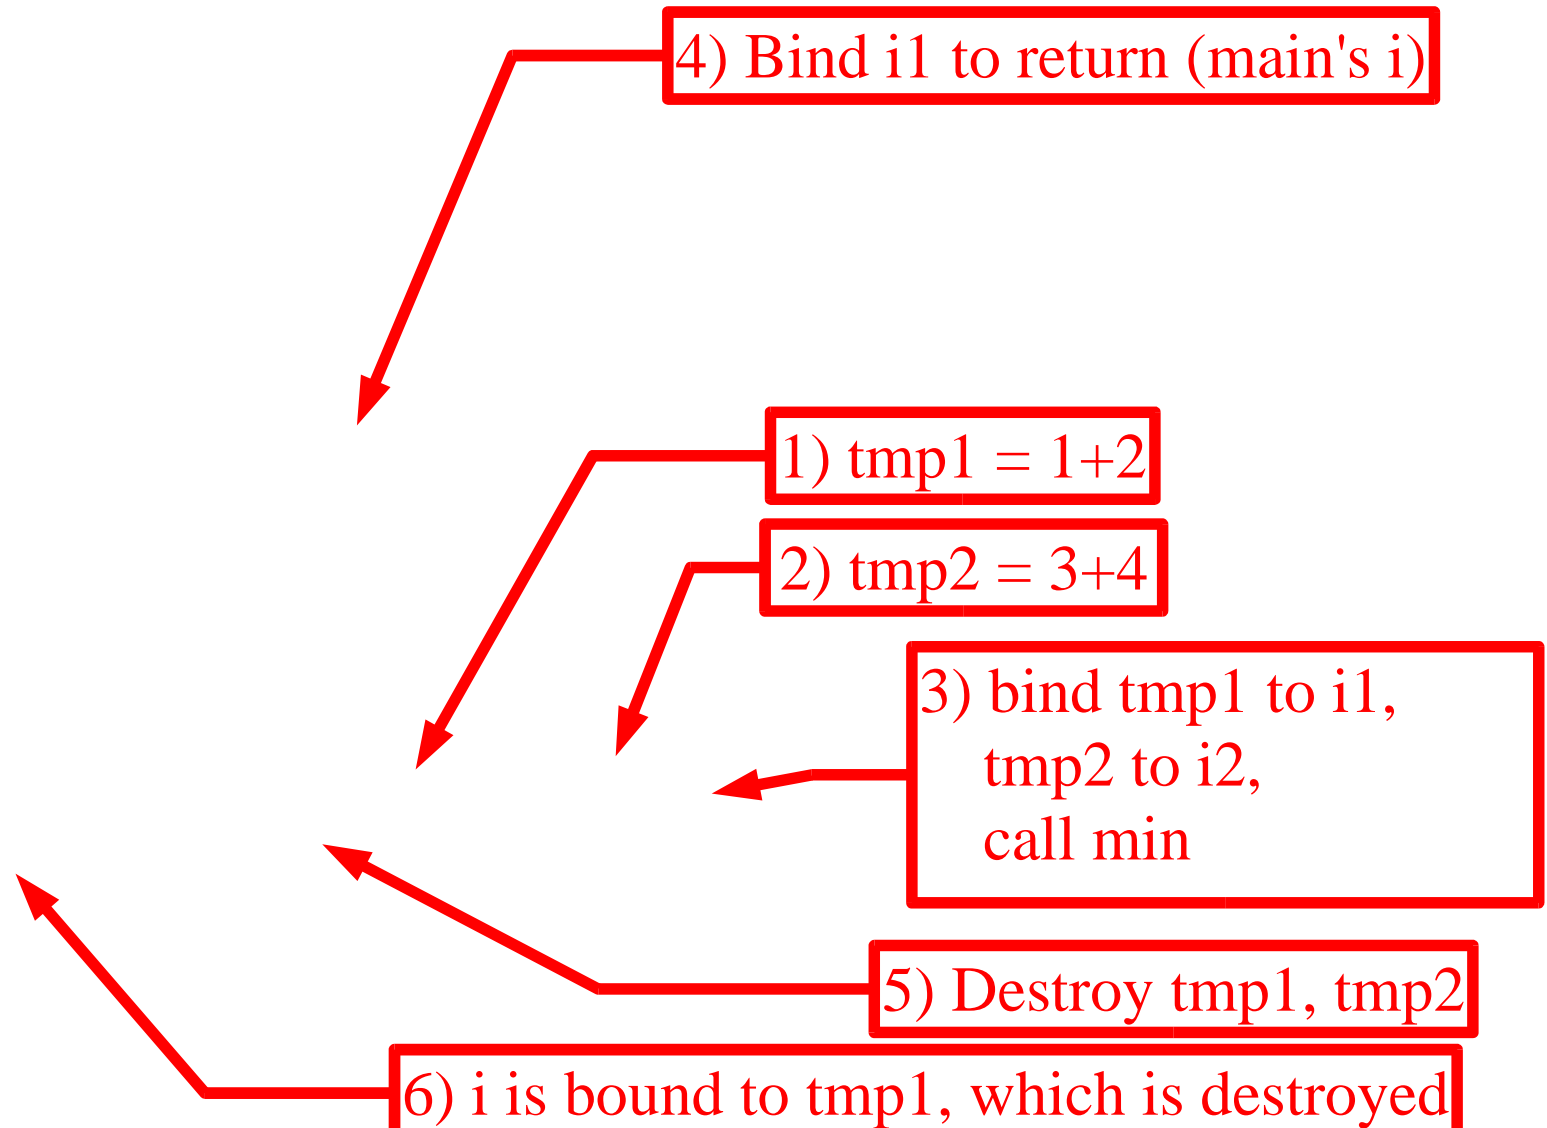 4) Bind i1 to return (main's i)
1) tmp1 = 1+2
2) tmp2 = 3+4
3) bind tmp1 to i1,
tmp2 to i2,
call min
5) Destroy tmp1, tmp2
6) i is bound to tmp1, which is destroyed